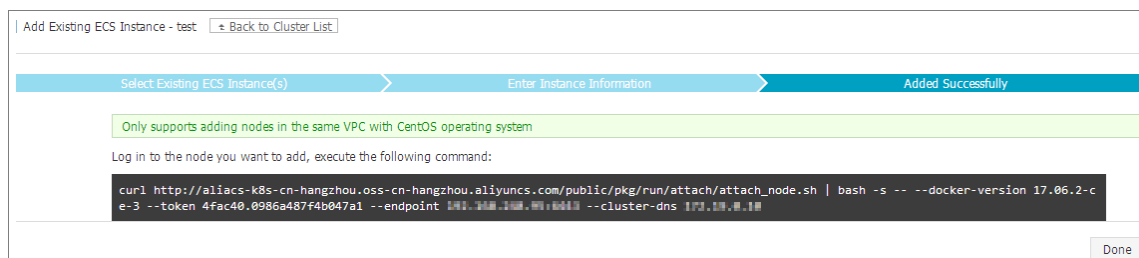 Add Existing ECS Instance - test Back to Cluster List
Select Existing ECS Instance(s) Enter Instance Information Added Successfully
Only supports adding nodes in the same VPC with CentOS operating system
Log in to the node you want to add, execute the following command:
curl http://aliacs-k8s-cn-hangzhou.oss-cn-hangzhou.aliyuncs.com/public/pkg/run/attach/attach_node.sh | bash -s -- --docker-version 17.06.2-c
e-3 --token 4fac40.0986a487f4b047a1 --endpoint --cluster-dns
Done